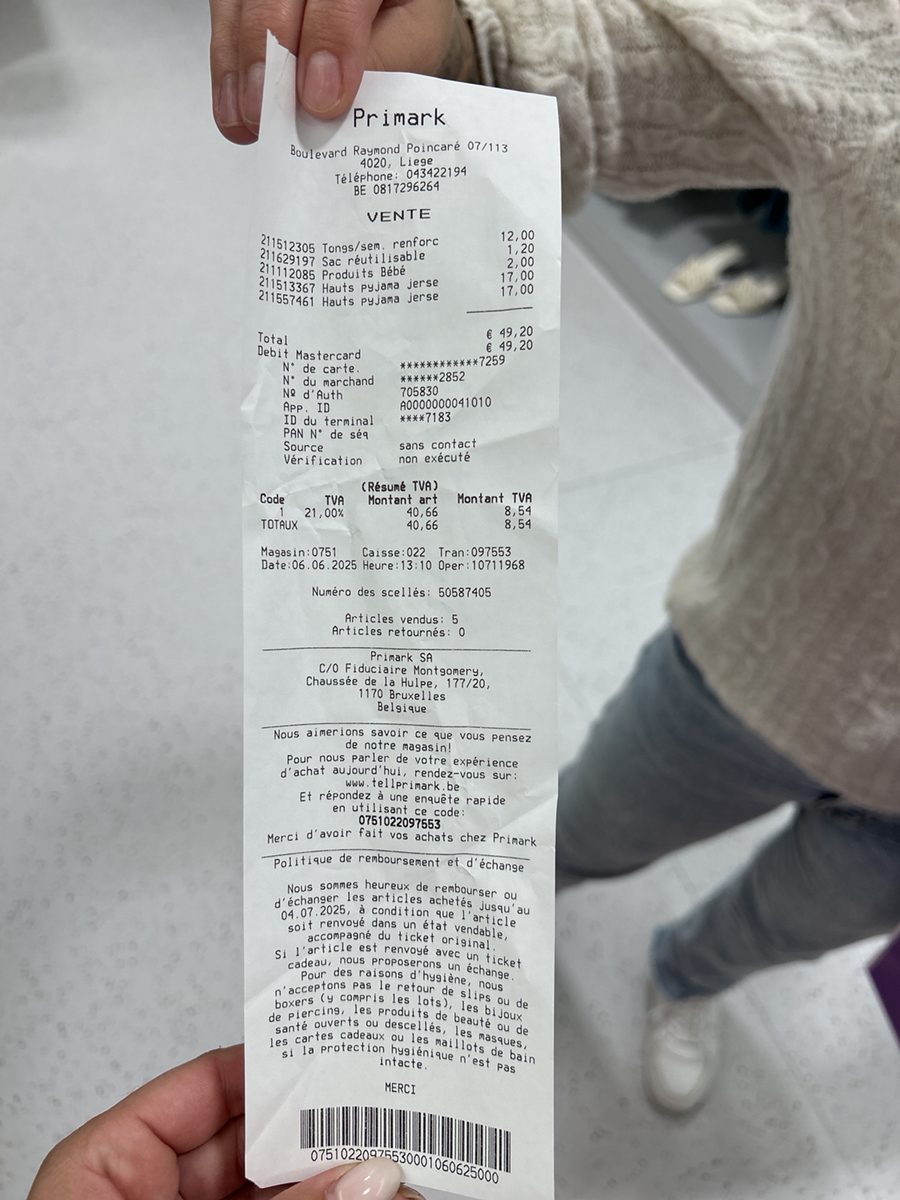 Primark
Boulevard Raymond Poincaré 07/113
4020, Liege
Téléphone: 043422194
BE 0817296264
VENTE
211512305 Tongs/sem. renforc 12,00
211629197 Sac réutilisable 1,20
211112085 Produits Bébé 2,00
211513367 Hauts pyjama jerse 17,00
211557461 Hauts pyjama jerse 17,00
Total € 49,20
Debit Mastercard € 49,20
N° de carte. ************7259
N° du marchand ******2852
Nº d'Auth 705830
App. ID A0000000041010
ID du terminal ****7183
PAN N° de séq
Source sans contact
Vérification non exécuté
(Résumé TVA)
Code TVA Montant art Montant TVA
1 21,00% 40,66 8,54
TOTAUX 40,66 8,54
Magasin:0751 Caisse:022 Tran:097553
Date:06.06.2025 Heure:13:10 Oper:10711968
Numéro des scellés: 50587405
Articles vendus: 5
Articles retournés: 0
Primark SA
C/O Fiduciaire Montgomery,
Chaussée de la Hulpe, 177/20,
1170 Bruxelles
Belgique
Nous aimerions savoir ce que vous pensez
de notre magasin!
Pour nous parler de votre expérience
d'achat aujourd'hui, rendez-vous sur:
www.tellprimark.be
Et répondez à une enquête rapide
en utilisant ce code:
0751022097553
Merci d'avoir fait vos achats chez Primark
Politique de remboursement et d'échange
Nous sommes heureux de rembourser ou
d'échanger les articles achetés jusqu'au
04.07.2025, à condition que l'article
soit renvoyé dans un état vendable,
accompagné du ticket original.
Si l'article est renvoyé avec un ticket
cadeau, nous proposerons un échange.
Pour des raisons d'hygiène, nous
n'acceptons pas le retour de slips ou de
boxers (y compris les lots), les bijoux
de piercing, les produits de beauté ou de
santé ouverts ou descellés, les masques,
les cartes cadeaux ou les maillots de bain
si la protection hygiénique n'est pas
intacte.
MERCI
07510220975530001060625000